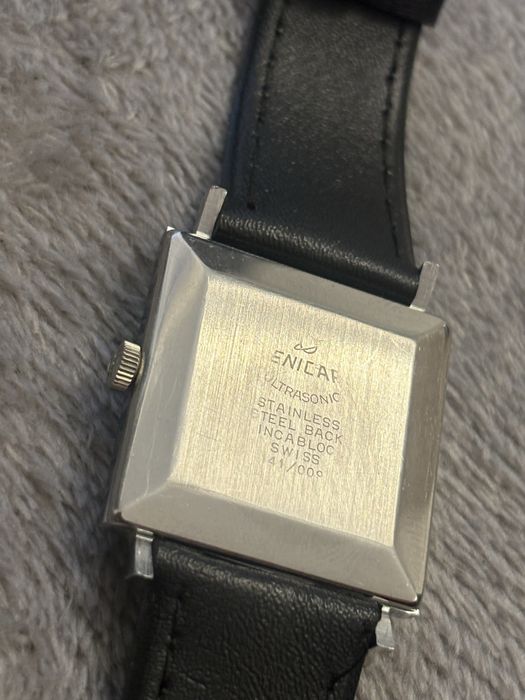 ENICAR
ULTRASONIC
STAINLESS
STEEL BACK
INCABLOC
SWISS